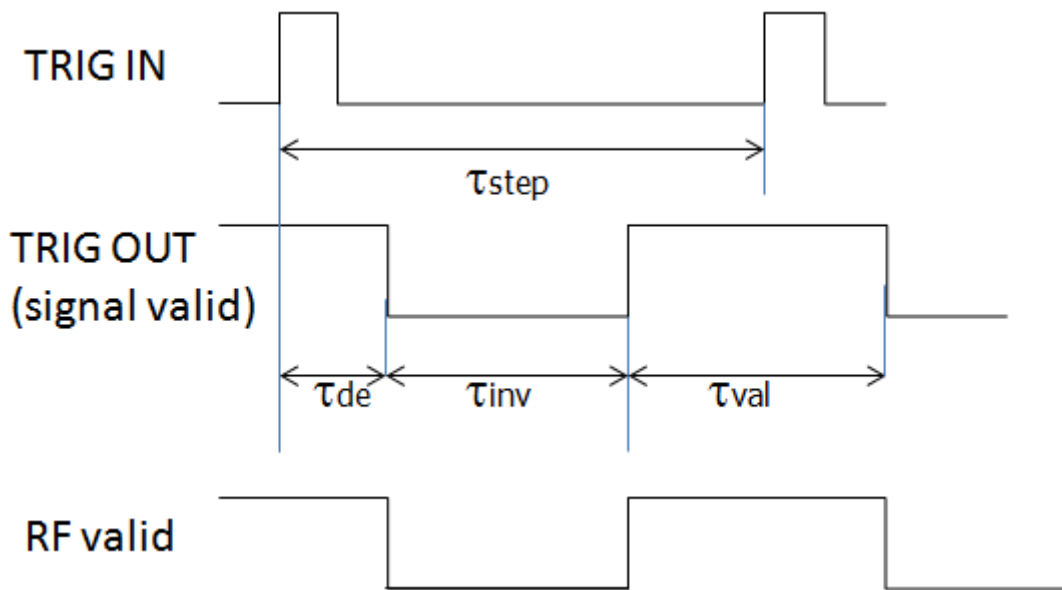 TRIG IN
τstep
TRIG OUT
(signal valid)
τde
τinv
τval
RF valid